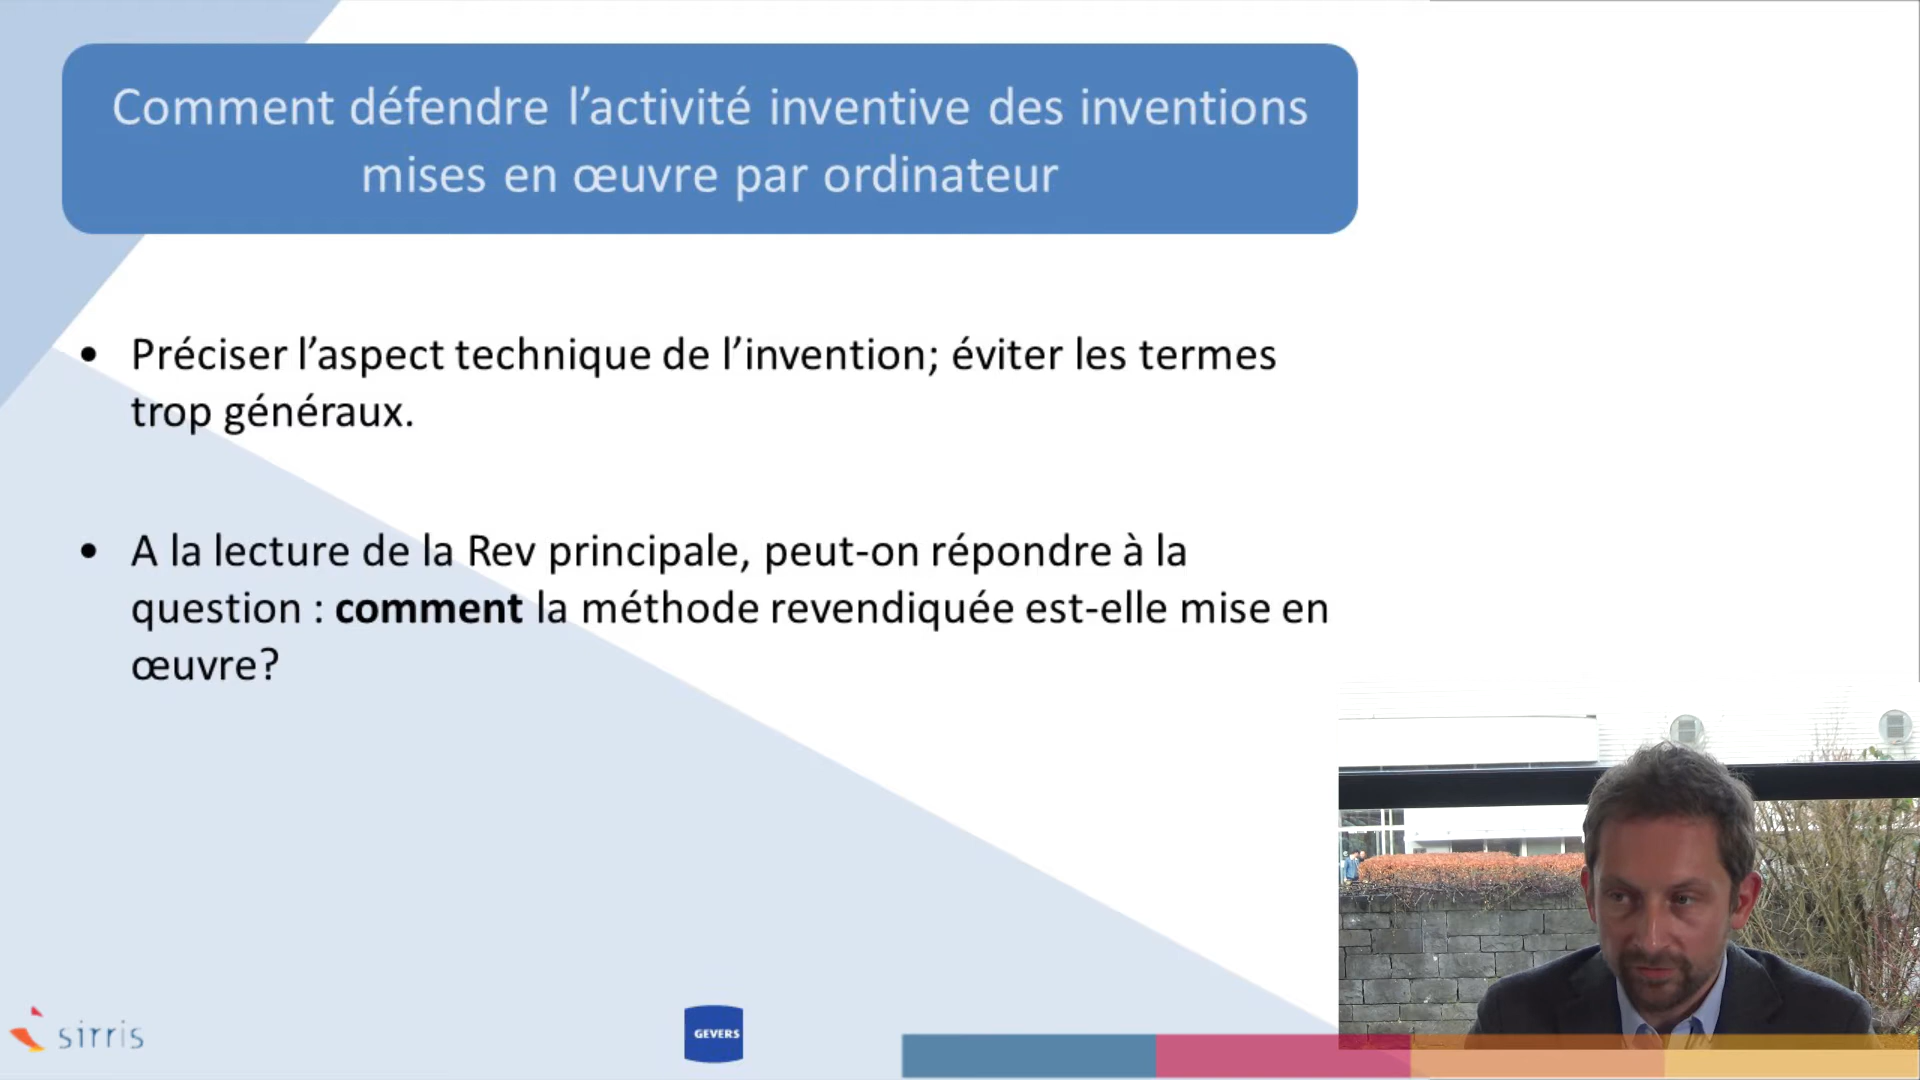 Comment défendre l’activité inventive des inventions
mises en œuvre par ordinateur
• Préciser l’aspect technique de l’invention; éviter les termes
trop généraux.
• A la lecture de la Rev principale, peut-on répondre à la
question : comment la méthode revendiquée est-elle mise en
œuvre?
sirris
GEVERS